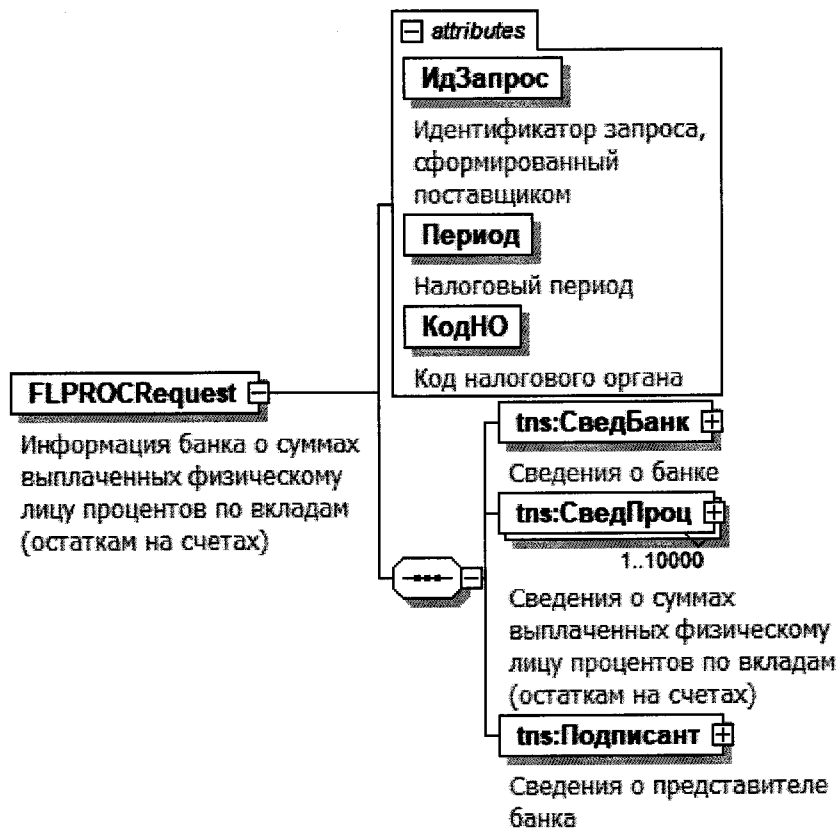 attributes
ИдЗапрос
Идентификатор запроса,
сформированный
поставщиком
Период
Налоговый период
КодНО
Код налогового органа
FLPROCRequest
Информация банка о суммах
выплаченных физическому
лицу процентов по вкладам
(остаткам на счетах)
tns:СведБанк
Сведения о банке
tns:СведПроц
1..10000
Сведения о суммах
выплаченных физическому
лицу процентов по вкладам
(остаткам на счетах)
tns:Подписант
Сведения о представителе
банка